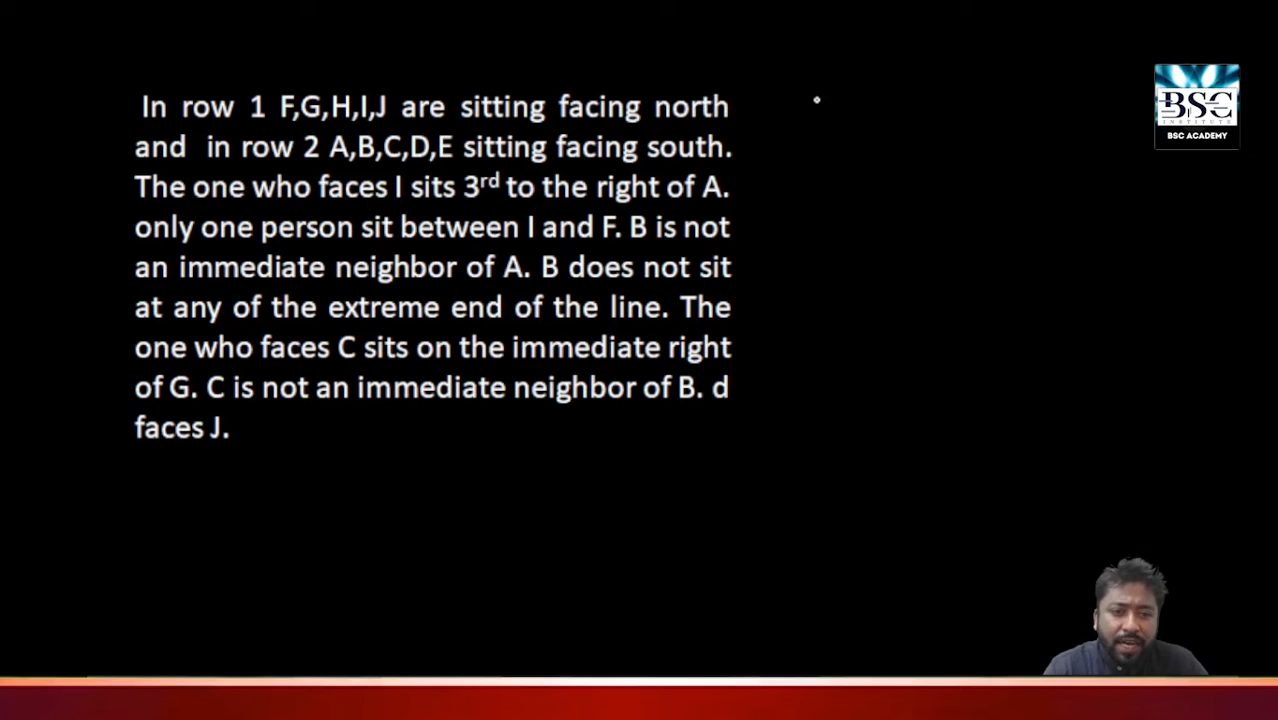 In row 1 F,G,H,I,J are sitting facing north
and in row 2 A,B,C,D,E sitting facing south.
The one who faces I sits 3rd to the right of A.
only one person sit between I and F. B is not
an immediate neighbor of A. B does not sit
at any of the extreme end of the line. The
one who faces C sits on the immediate right
of G. C is not an immediate neighbor of B. d
faces J.
BSC
INSTITUTE
BSC ACADEMY